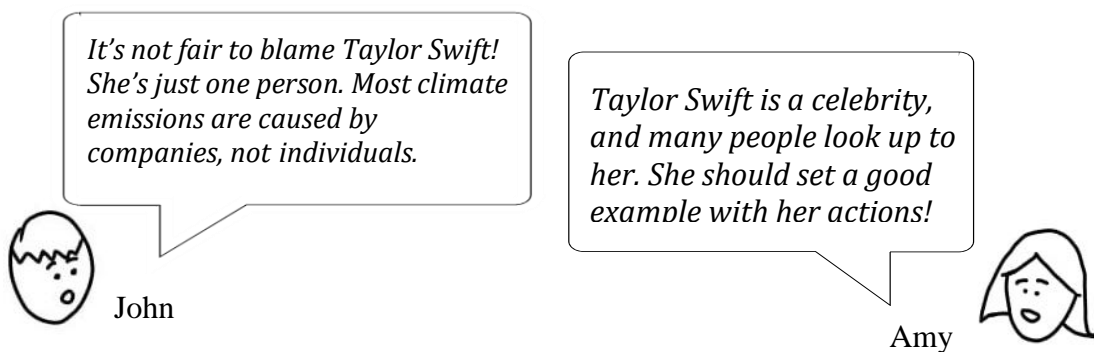 It’s not fair to blame Taylor Swift!
She’s just one person. Most climate
emissions are caused by
companies, not individuals.
Taylor Swift is a celebrity,
and many people look up to
her. She should set a good
example with her actions!
John
Amy